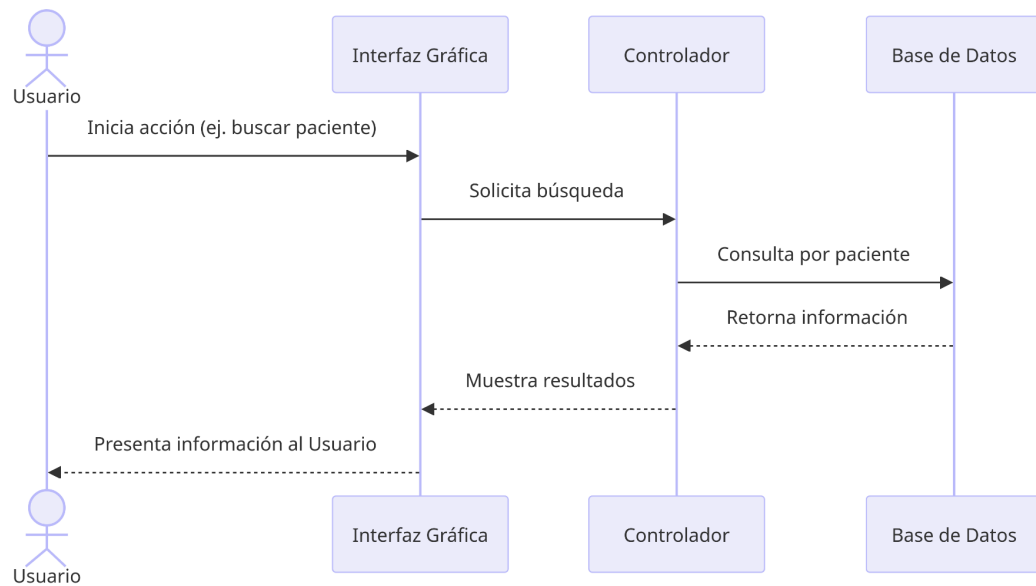 Usuario
Interfaz Gráfica
Controlador
Base de Datos
Inicia acción (ej. buscar paciente)
Solicita búsqueda
Consulta por paciente
Retorna información
Muestra resultados
Presenta información al Usuario
Usuario
Interfaz Gráfica
Controlador
Base de Datos